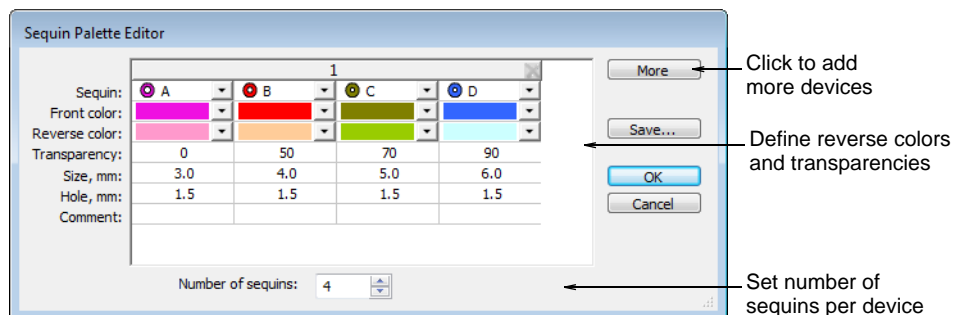 Sequin Palette Editor
1
More
Click to add
more devices
Sequin: A B C D
Front color:
Reverse color:
Save...
Define reverse colors
and transparencies
Transparency: 0 50 70 90
Size, mm: 3.0 4.0 5.0 6.0
OK
Hole, mm: 1.5 1.5 1.5 1.5
Cancel
Comment:
Number of sequins: 4
Set number of
sequins per device